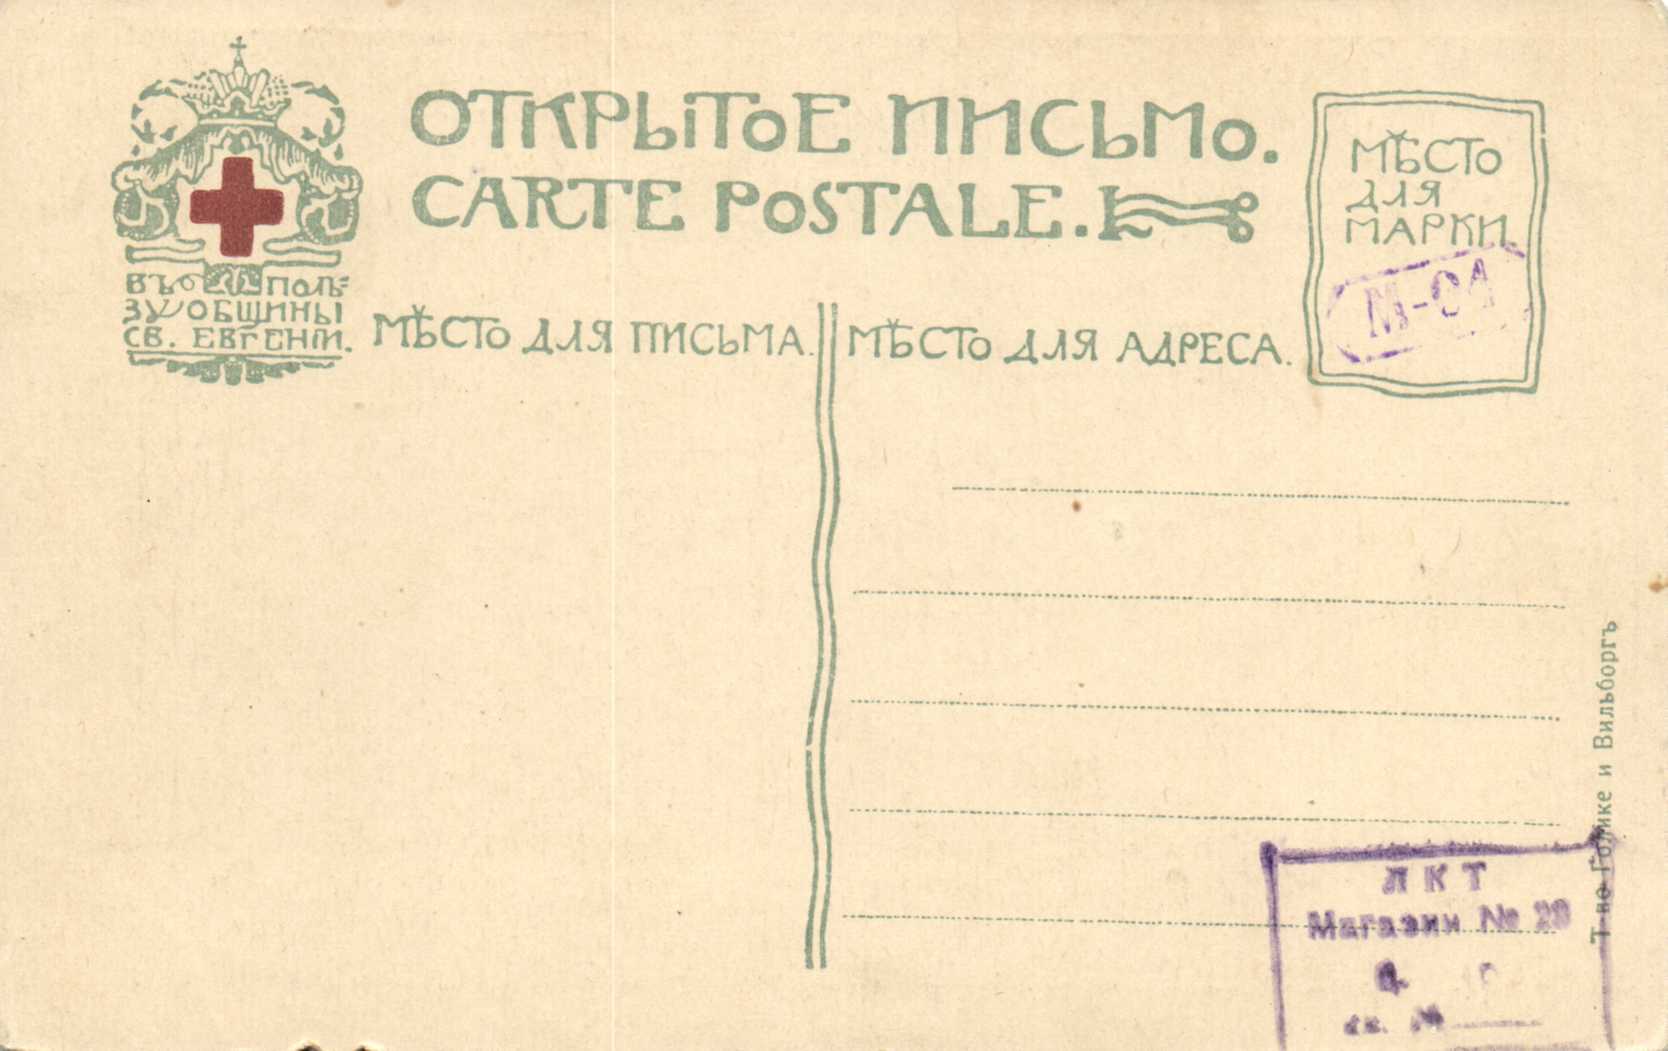 ОТКРЫТОЕ ПИСЬМО.
CARTE POSTALE.
ВЪ ПОЛЬ=
ЗУ ОБЩИНЫ
СВ. ЕВГЕНІИ.
МѢСТО
ДЛЯ
МАРКИ
МѢСТО ДЛЯ ПИСЬМА.
МѢСТО ДЛЯ АДРЕСА.
Т-во Голике и Вильборгъ
ЛКТ
Магазин № 28